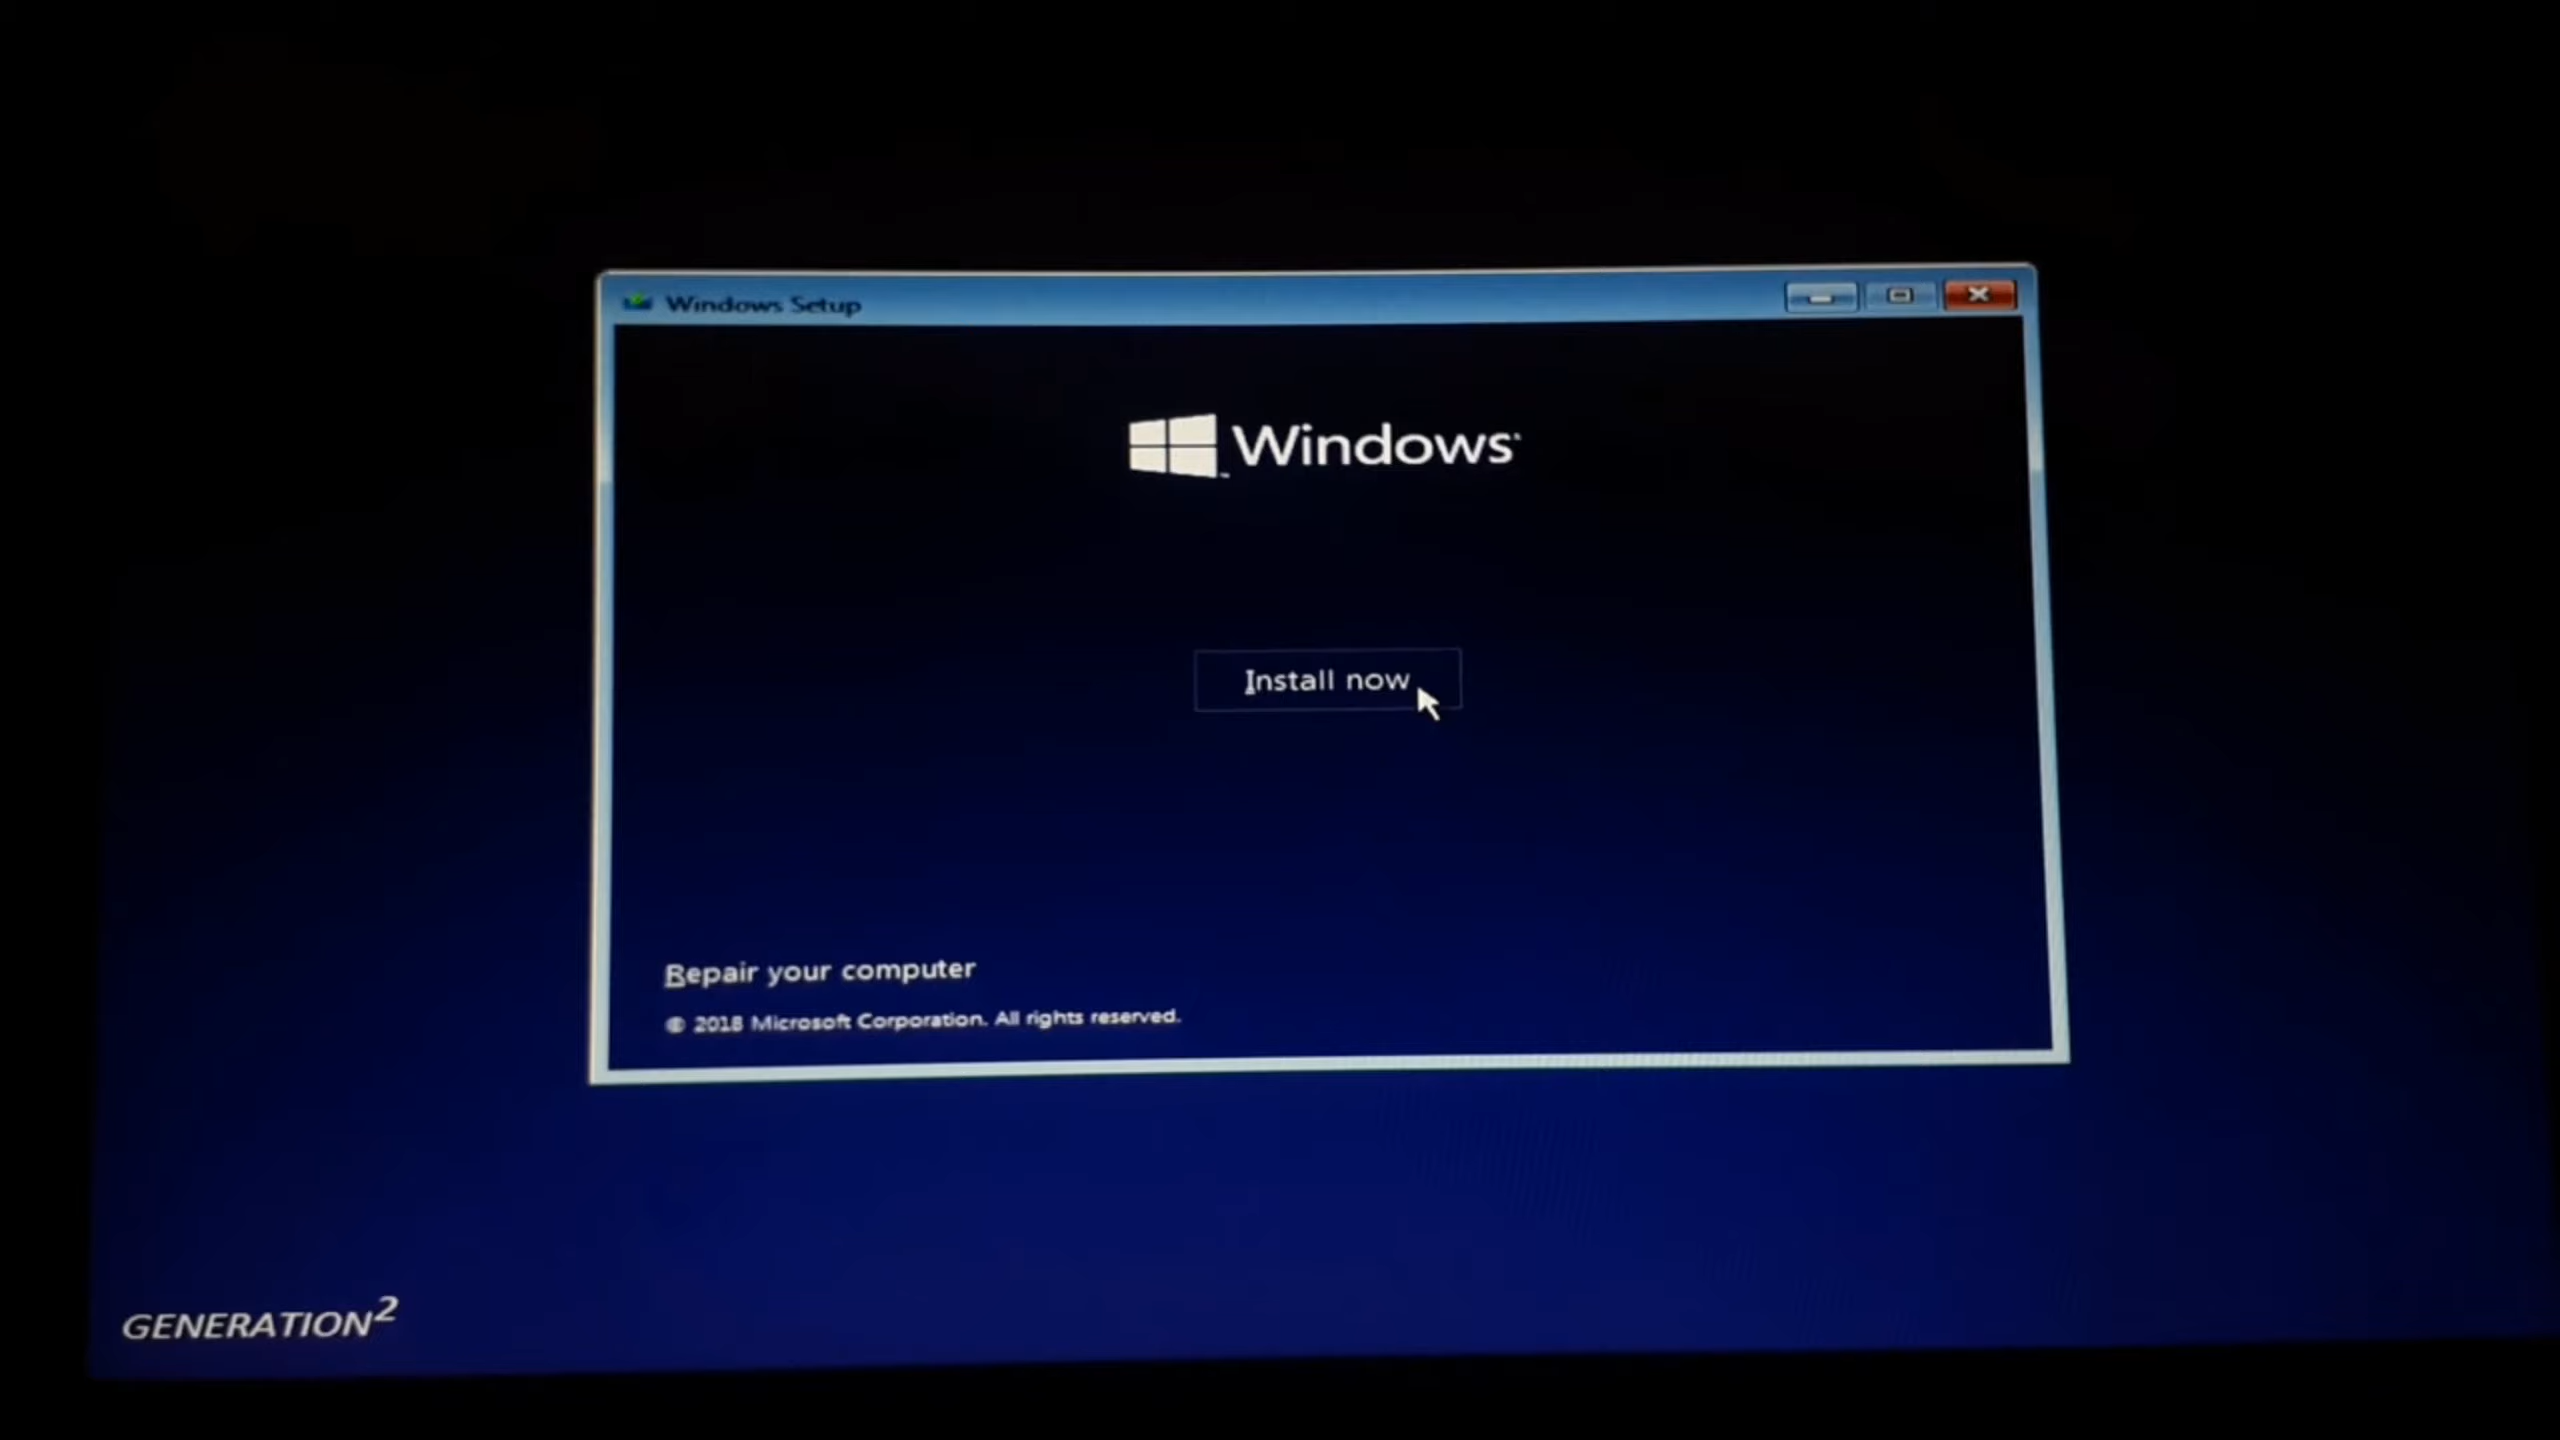 Windows Setup
Windows
Install now
Repair your computer
© 2018 Microsoft Corporation. All rights reserved.
GENERATION²